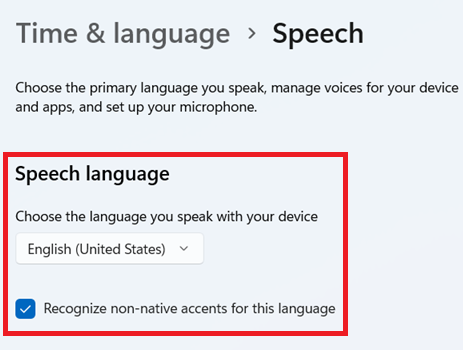 Time & language > Speech
Choose the primary language you speak, manage voices for your device
and apps, and set up your microphone.
Speech language
Choose the language you speak with your device
English (United States)
Recognize non-native accents for this language